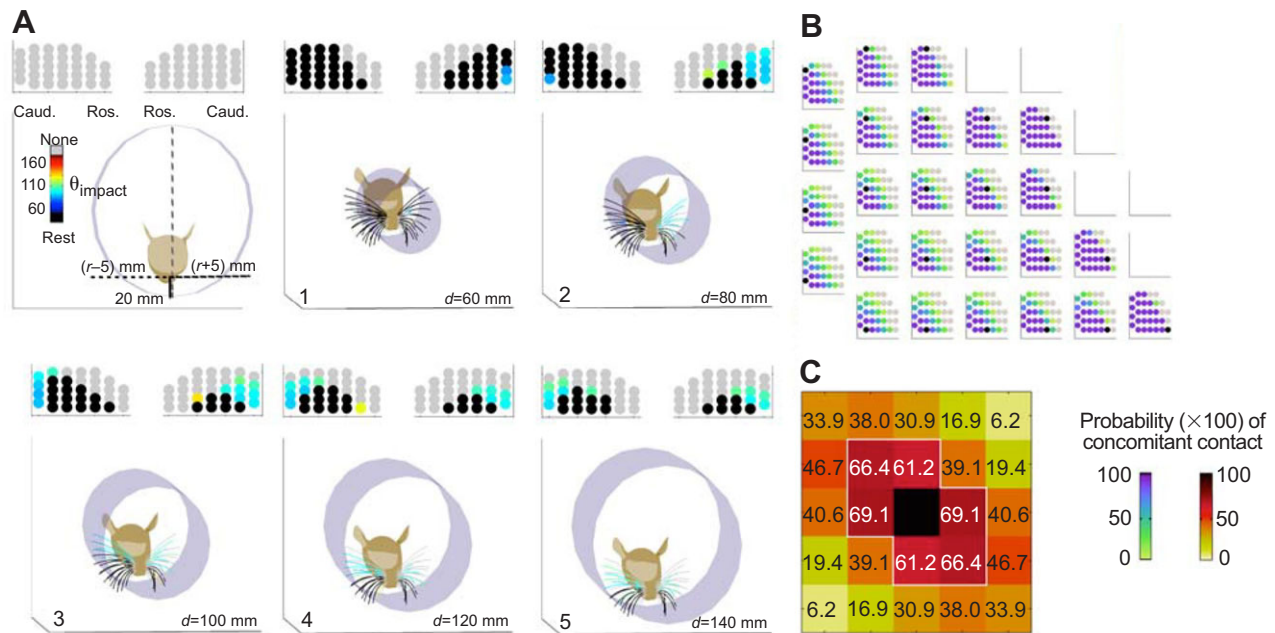 A
B
Caud. Ros. Ros. Caud.
None
160
110
60
Rest
θimpact
(r–5) mm
(r+5) mm
20 mm
1
d=60 mm
2
d=80 mm
3
d=100 mm
4
d=120 mm
5
d=140 mm
C
33.9 38.0 30.9 16.9 6.2
46.7 66.4 61.2 39.1 19.4
40.6 69.1 69.1 40.6
19.4 39.1 61.2 66.4 46.7
6.2 16.9 30.9 38.0 33.9
Probability (×100) of
concomitant contact
100 100
50 50
0 0